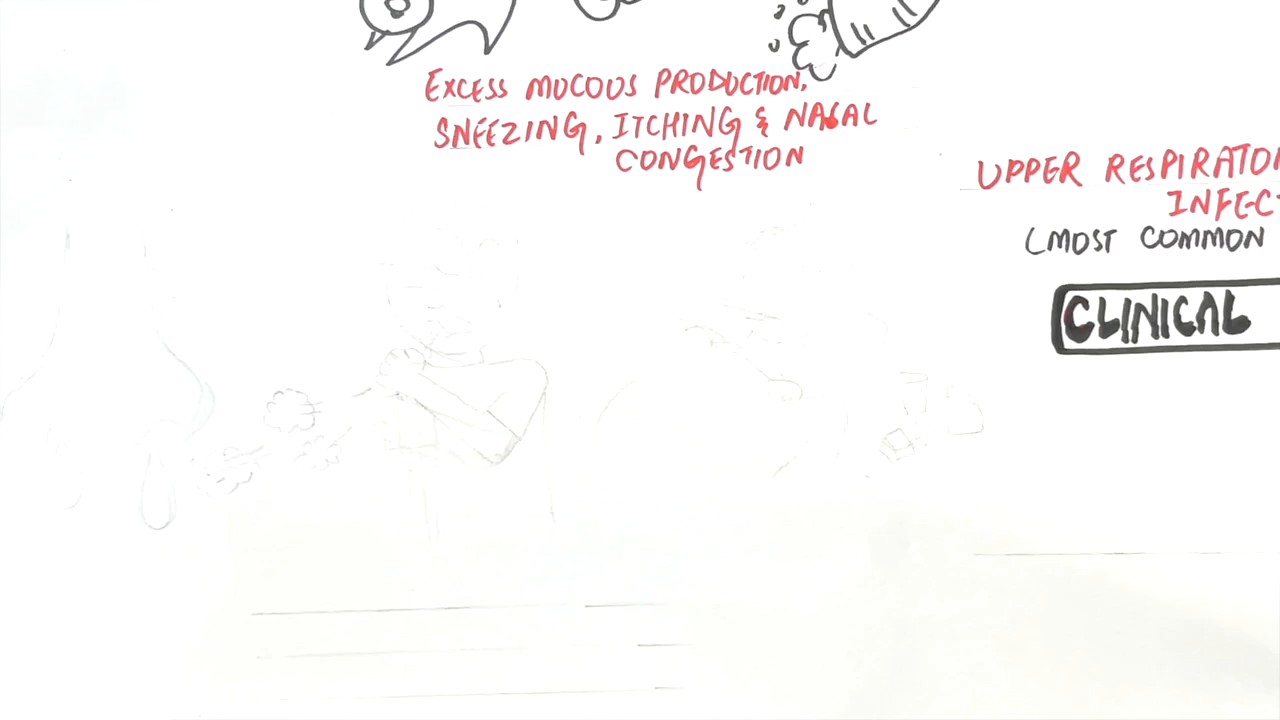 EXCESS MUCOUS PRODUCTION,
SNEEZING, ITCHING & NASAL
CONGESTION
UPPER RESPIRATO
INFEC
(MOST COMMON
CLINICAL